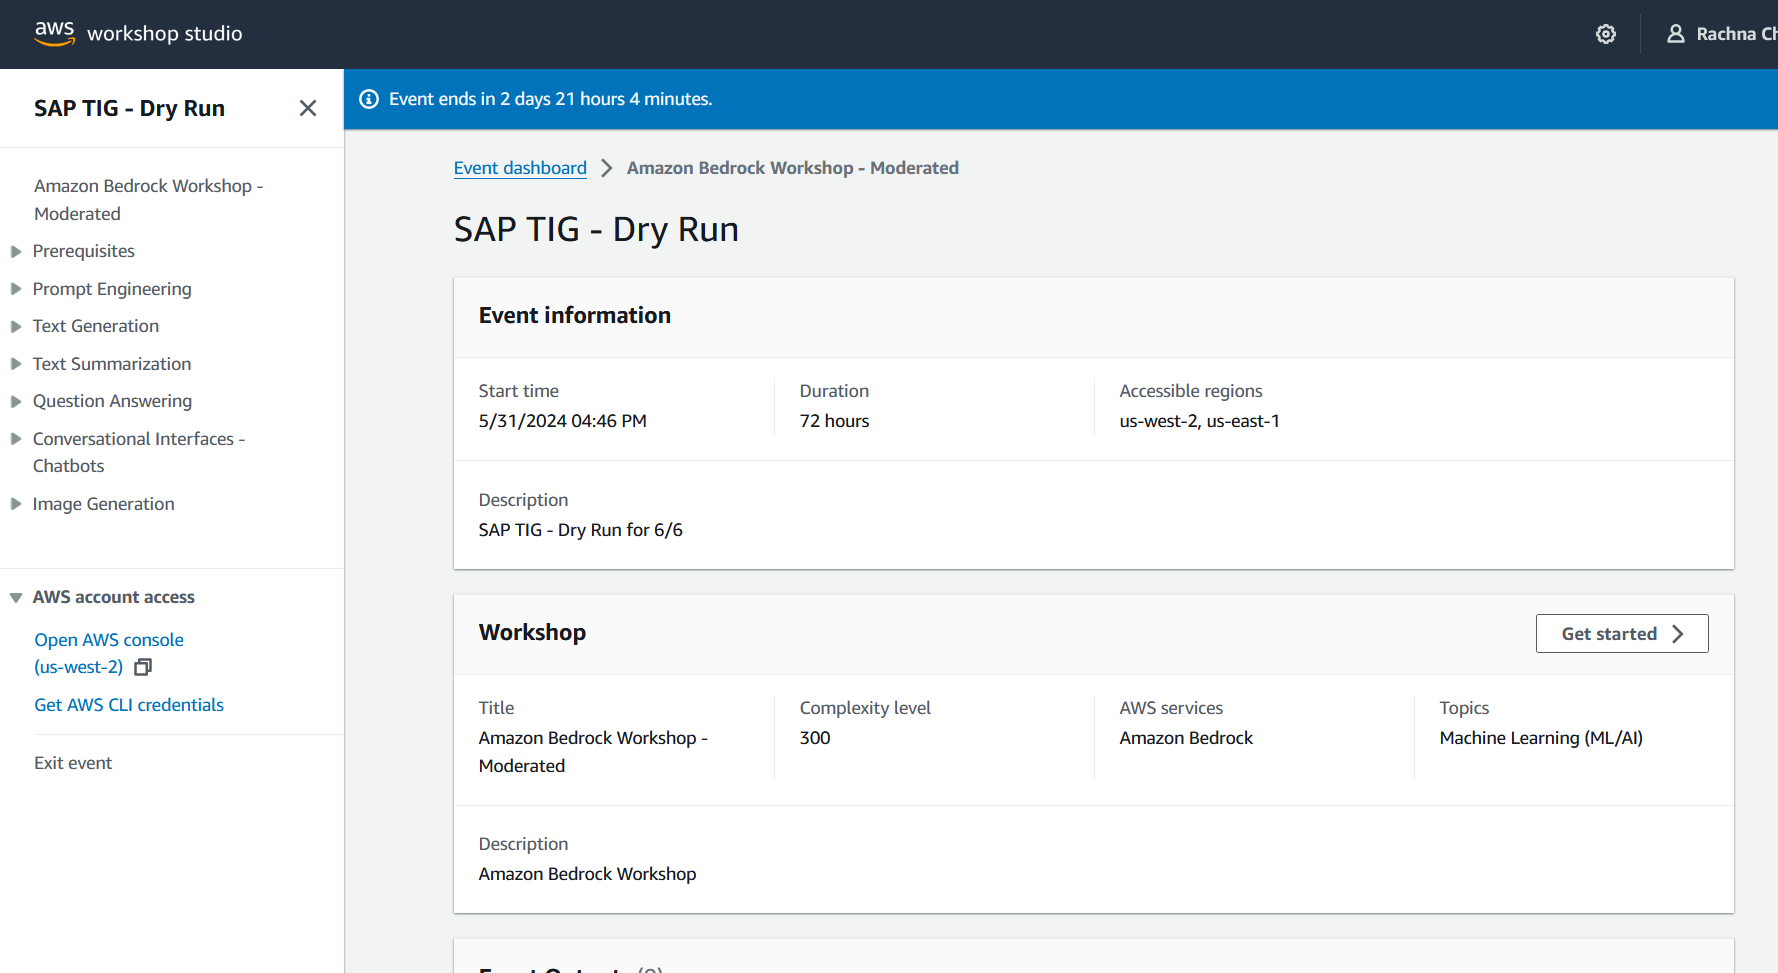 aws workshop studio
Rachna Ch
SAP TIG - Dry Run
Event ends in 2 days 21 hours 4 minutes.
Amazon Bedrock Workshop -
Moderated
Prerequisites
Prompt Engineering
Text Generation
Text Summarization
Question Answering
Conversational Interfaces -
Chatbots
Image Generation
AWS account access
Open AWS console
(us-west-2)
Get AWS CLI credentials
Exit event
Event dashboard
Amazon Bedrock Workshop - Moderated
SAP TIG - Dry Run
Event information
Start time
5/31/2024 04:46 PM
Duration
72 hours
Accessible regions
us-west-2, us-east-1
Description
SAP TIG - Dry Run for 6/6
Workshop
Get started
Title
Amazon Bedrock Workshop -
Moderated
Complexity level
300
AWS services
Amazon Bedrock
Topics
Machine Learning (ML/AI)
Description
Amazon Bedrock Workshop